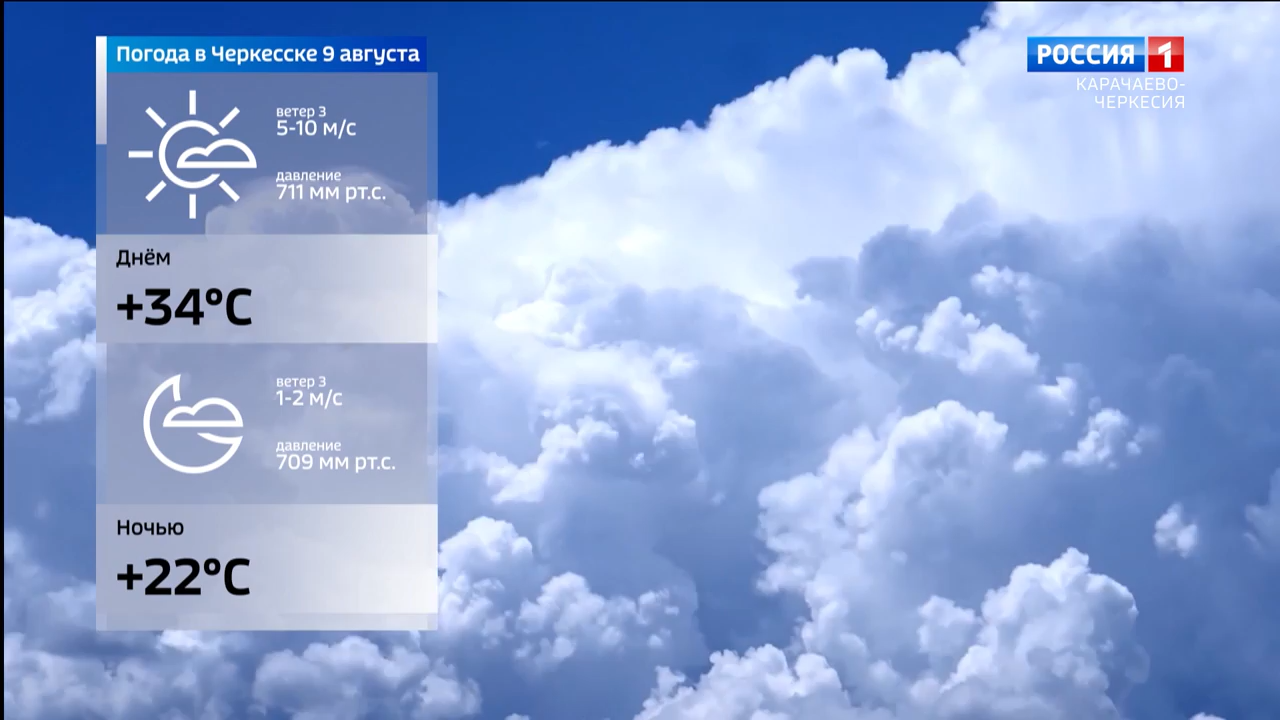 Погода в Черкесске 9 августа
ветер З
5-10 м/с
давление
711 мм рт.с.
Днём
+34°C
ветер З
1-2 м/с
давление
709 мм рт.с.
Ночью
+22°C
РОССИЯ 1
КАРАЧАЕВО-
ЧЕРКЕСИЯ